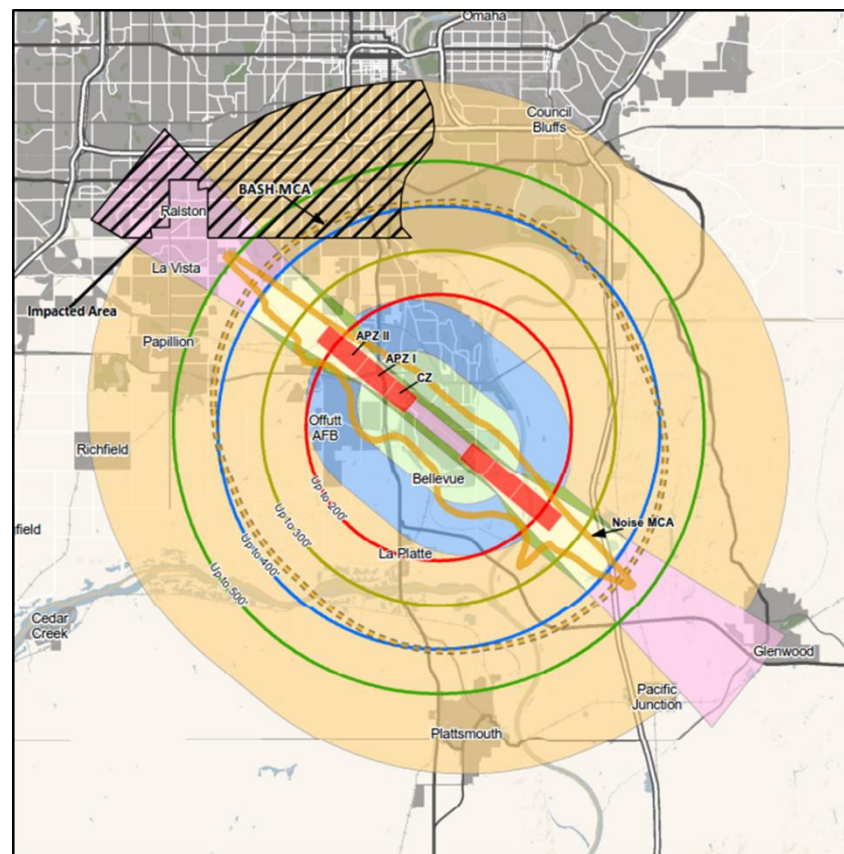 Omaha
Council
Bluffs
BASH MCA
Ralston
La Vista
Impacted Area
Papillion
APZ II
APZ I
CZ
Offutt
AFB
Richfield
Bellevue
Up to 200'
Up to 300'
Noise MCA
field
La Platte
Up to 400'
Up to 500'
Cedar
Creek
Glenwood
Pacific
Junction
Plattsmouth